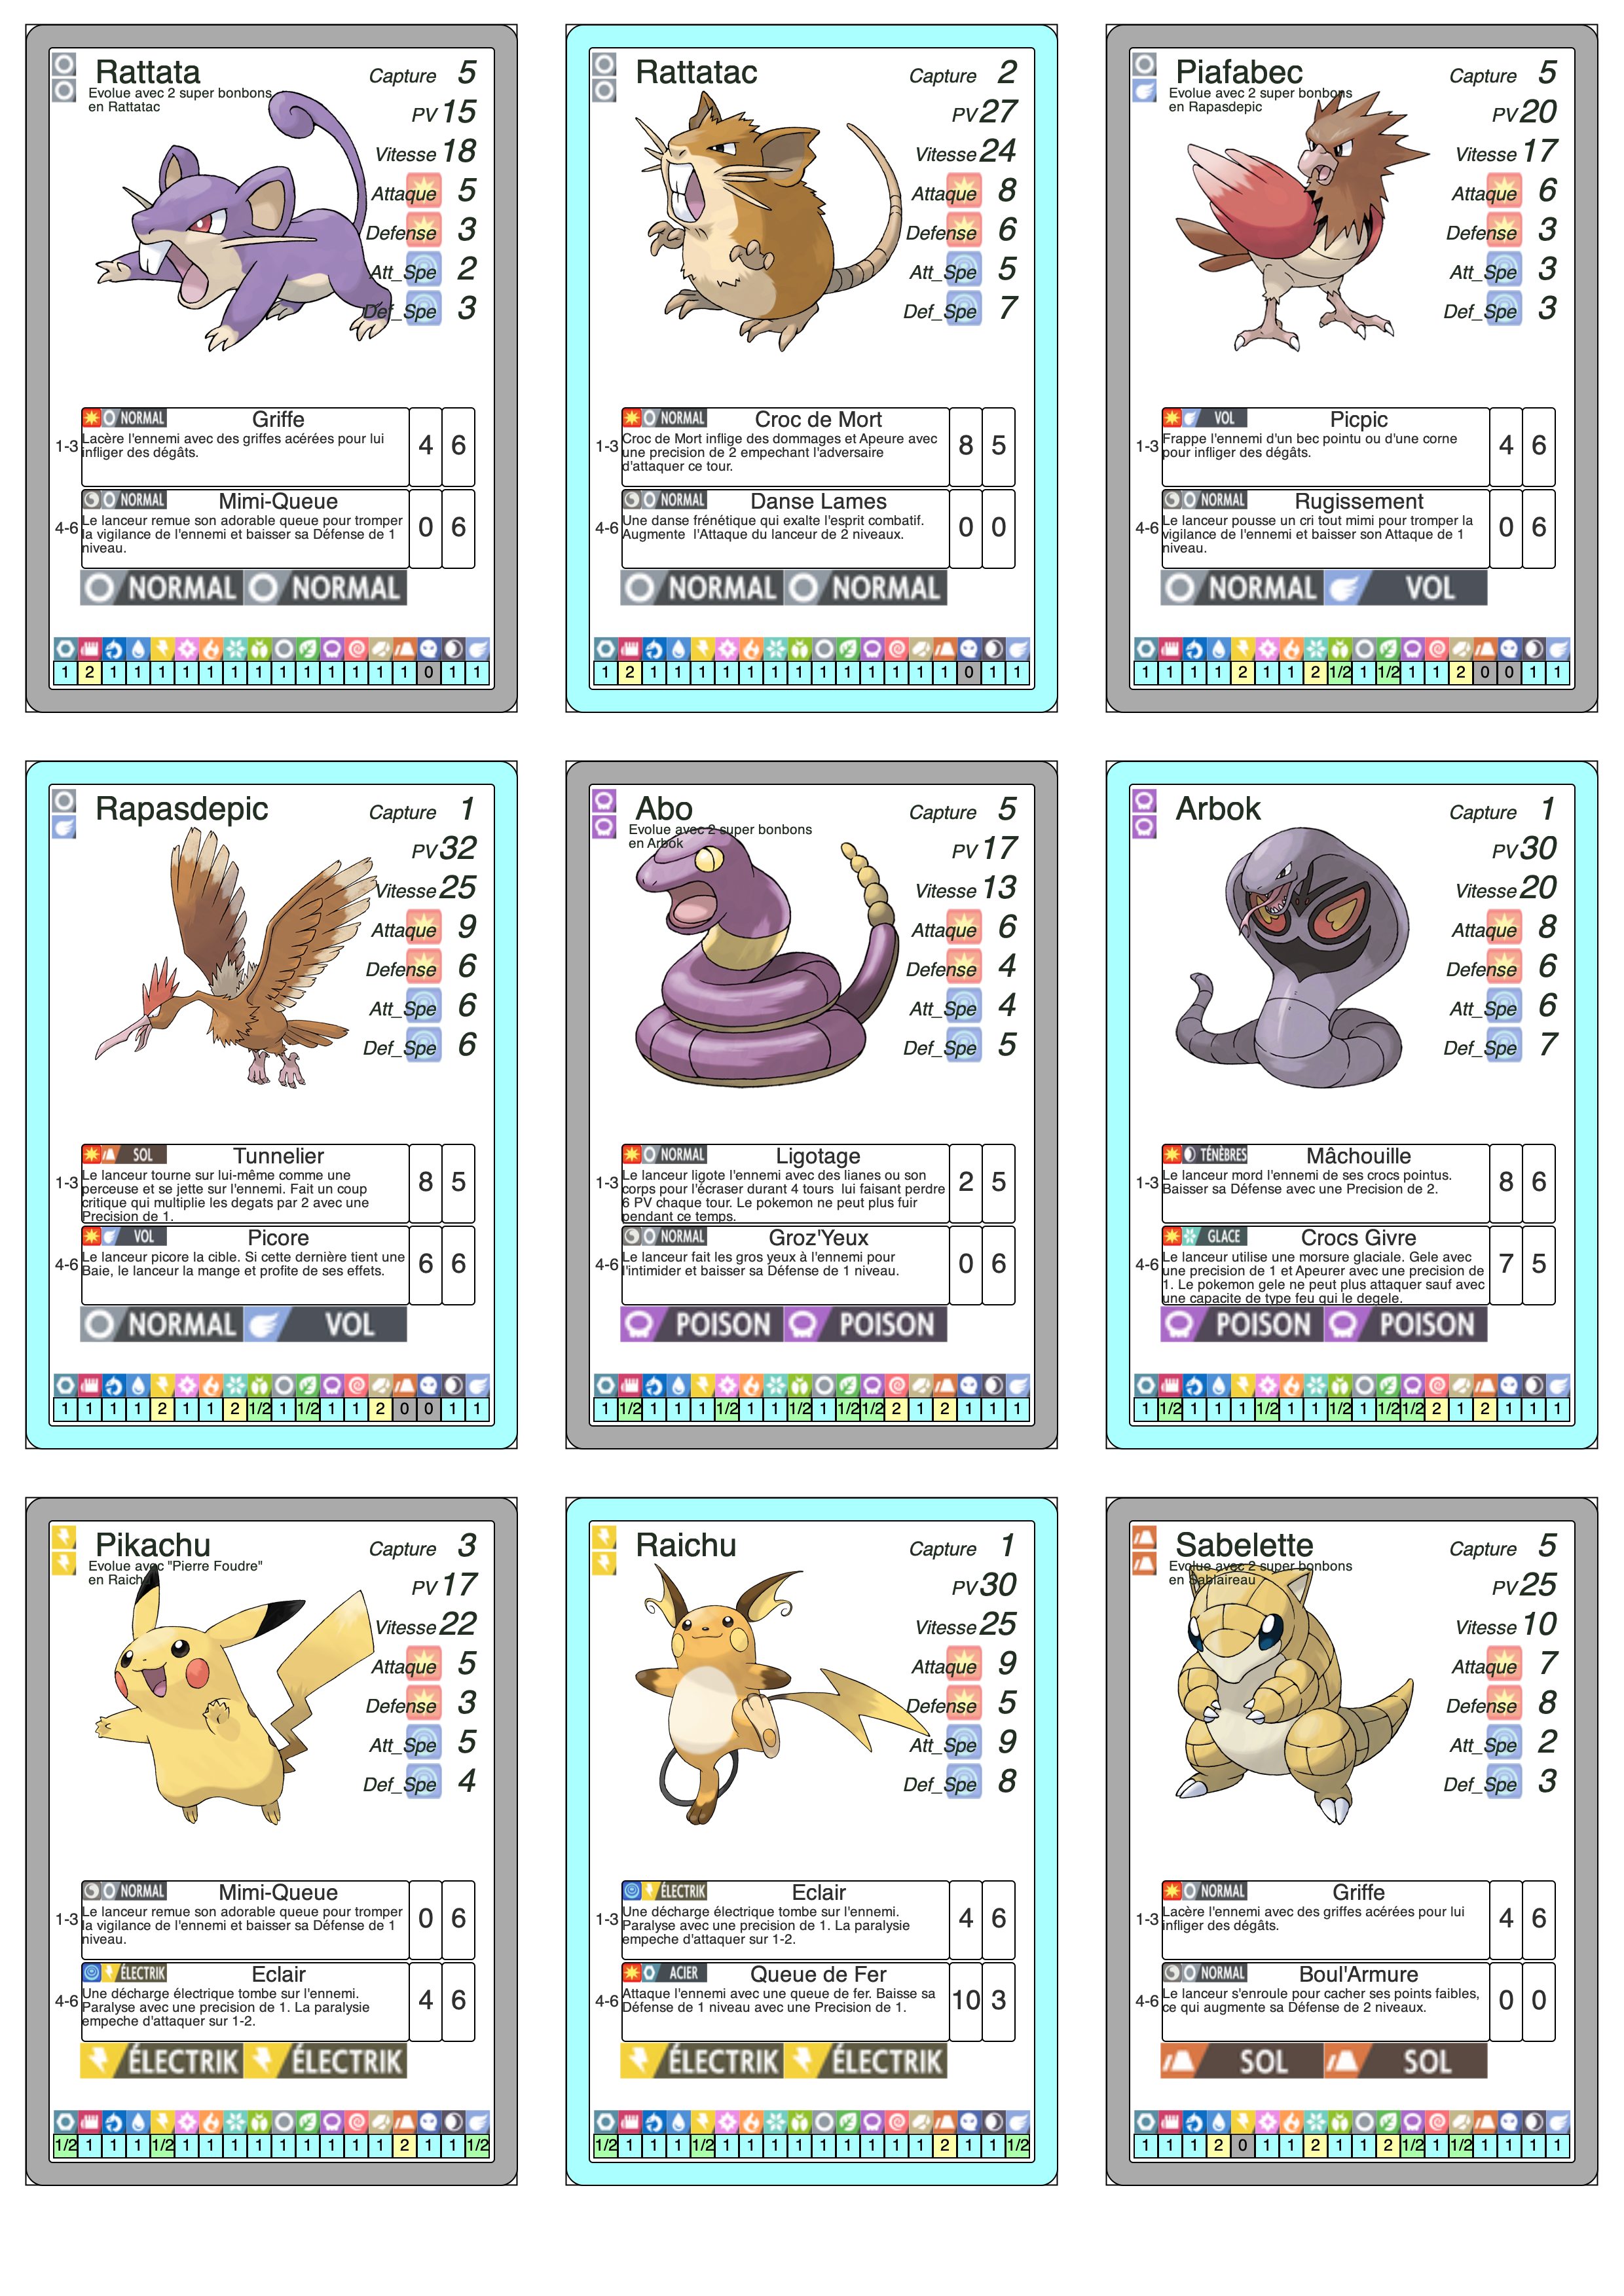 Rattata
Capture 5
Evolue avec 2 super bonbons
en Rattatac
PV 15
Vitesse 18
Attaque 5
Defense 3
Att_Spe 2
Def_Spe 3
NORMAL Griffe
1-3 Lacère l'ennemi avec des griffes acérées pour lui
infliger des dégâts.
4 6
NORMAL Mimi-Queue
4-6 Le lanceur remue son adorable queue pour tromper
la vigilance de l'ennemi et baisser sa Défense de 1
niveau.
0 6
NORMAL NORMAL
1 2 1 1 1 1 1 1 1 1 1 1 1 1 1 0 1 1
Rattatac
Capture 2
PV 27
Vitesse 24
Attaque 8
Defense 6
Att_Spe 5
Def_Spe 7
NORMAL Croc de Mort
1-3 Croc de Mort inflige des dommages et Apeure avec
une precision de 2 empechant l'adversaire
d'attaquer ce tour.
8 5
NORMAL Danse Lames
4-6 Une danse frénétique qui exalte l'esprit combatif.
Augmente l'Attaque du lanceur de 2 niveaux.
0 0
NORMAL NORMAL
1 2 1 1 1 1 1 1 1 1 1 1 1 1 1 0 1 1
Piafabec
Capture 5
Evolue avec 2 super bonbons
en Rapasdepic
PV 20
Vitesse 17
Attaque 6
Defense 3
Att_Spe 3
Def_Spe 3
VOL Picpic
1-3 Frappe l'ennemi d'un bec pointu ou d'une corne
pour infliger des dégâts.
4 6
NORMAL Rugissement
4-6 Le lanceur pousse un cri tout mimi pour tromper la
vigilance de l'ennemi et baisser son Attaque de 1
niveau.
0 6
NORMAL VOL
1 1 1 1 2 1 1 2 1/2 1 1/2 1 1 2 0 0 1 1
Rapasdepic
Capture 1
PV 32
Vitesse 25
Attaque 9
Defense 6
Att_Spe 6
Def_Spe 6
SOL Tunnelier
1-3 Le lanceur tourne sur lui-même comme une
perceuse et se jette sur l'ennemi. Fait un coup
critique qui multiplie les degats par 2 avec une
Precision de 1.
8 5
VOL Picore
4-6 Le lanceur picore la cible. Si cette dernière tient une
Baie, le lanceur la mange et profite de ses effets.
6 6
NORMAL VOL
1 1 1 1 2 1 1 2 1/2 1 1/2 1 1 2 0 0 1 1
Abo
Capture 5
Evolue avec 2 super bonbons
en Arbok
PV 17
Vitesse 13
Attaque 6
Defense 4
Att_Spe 4
Def_Spe 5
NORMAL Ligotage
1-3 Le lanceur ligote l'ennemi avec des lianes ou son
corps pour l'écraser durant 4 tours lui faisant perdre
6 PV chaque tour. Le pokemon ne peut plus fuir
pendant ce temps.
2 5
NORMAL Groz'Yeux
4-6 Le lanceur fait les gros yeux à l'ennemi pour
l'intimider et baisser sa Défense de 1 niveau.
0 6
POISON POISON
1 1/2 1 1 1 1/2 1 1 1/2 1 1/2 1/2 2 1 2 1 1 1
Arbok
Capture 1
PV 30
Vitesse 20
Attaque 8
Defense 6
Att_Spe 6
Def_Spe 7
TÉNÈBRES Mâchouille
1-3 Le lanceur mord l'ennemi de ses crocs pointus.
Baisser sa Défense avec une Precision de 2.
8 6
GLACE Crocs Givre
4-6 Le lanceur utilise une morsure glaciale. Gele avec
une precision de 1 et Apeurer avec une precision de
1. Le pokemon gele ne peut plus attaquer sauf avec
une capacite de type feu qui le degele.
7 5
POISON POISON
1 1/2 1 1 1 1/2 1 1 1/2 1 1/2 1/2 2 1 2 1 1 1
Pikachu
Capture 3
Evolue avec "Pierre Foudre"
en Raichu
PV 17
Vitesse 22
Attaque 5
Defense 3
Att_Spe 5
Def_Spe 4
NORMAL Mimi-Queue
1-3 Le lanceur remue son adorable queue pour tromper
la vigilance de l'ennemi et baisser sa Défense de 1
niveau.
0 6
ÉLECTRIK Eclair
4-6 Une décharge électrique tombe sur l'ennemi.
Paralyse avec une precision de 1. La paralysie
empeche d'attaquer sur 1-2.
4 6
ÉLECTRIK ÉLECTRIK
1/2 1 1 1 1/2 1 1 1 1 1 1 1 1 1 2 1 1 1/2
Raichu
Capture 1
PV 30
Vitesse 25
Attaque 9
Defense 5
Att_Spe 9
Def_Spe 8
ÉLECTRIK Eclair
1-3 Une décharge électrique tombe sur l'ennemi.
Paralyse avec une precision de 1. La paralysie
empeche d'attaquer sur 1-2.
4 6
ACIER Queue de Fer
4-6 Attaque l'ennemi avec une queue de fer. Baisse sa
Défense de 1 niveau avec une Precision de 1.
10 3
ÉLECTRIK ÉLECTRIK
1/2 1 1 1 1/2 1 1 1 1 1 1 1 1 1 2 1 1 1/2
Sabelette
Capture 5
Evolue avec 2 super bonbons
en Sablaireau
PV 25
Vitesse 10
Attaque 7
Defense 8
Att_Spe 2
Def_Spe 3
NORMAL Griffe
1-3 Lacère l'ennemi avec des griffes acérées pour lui
infliger des dégâts.
4 6
NORMAL Boul'Armure
4-6 Le lanceur s'enroule pour cacher ses points faibles,
ce qui augmente sa Défense de 2 niveaux.
0 0
SOL SOL
1 1 1 2 0 1 1 2 1 1 2 1/2 1 1/2 1 1 1 1